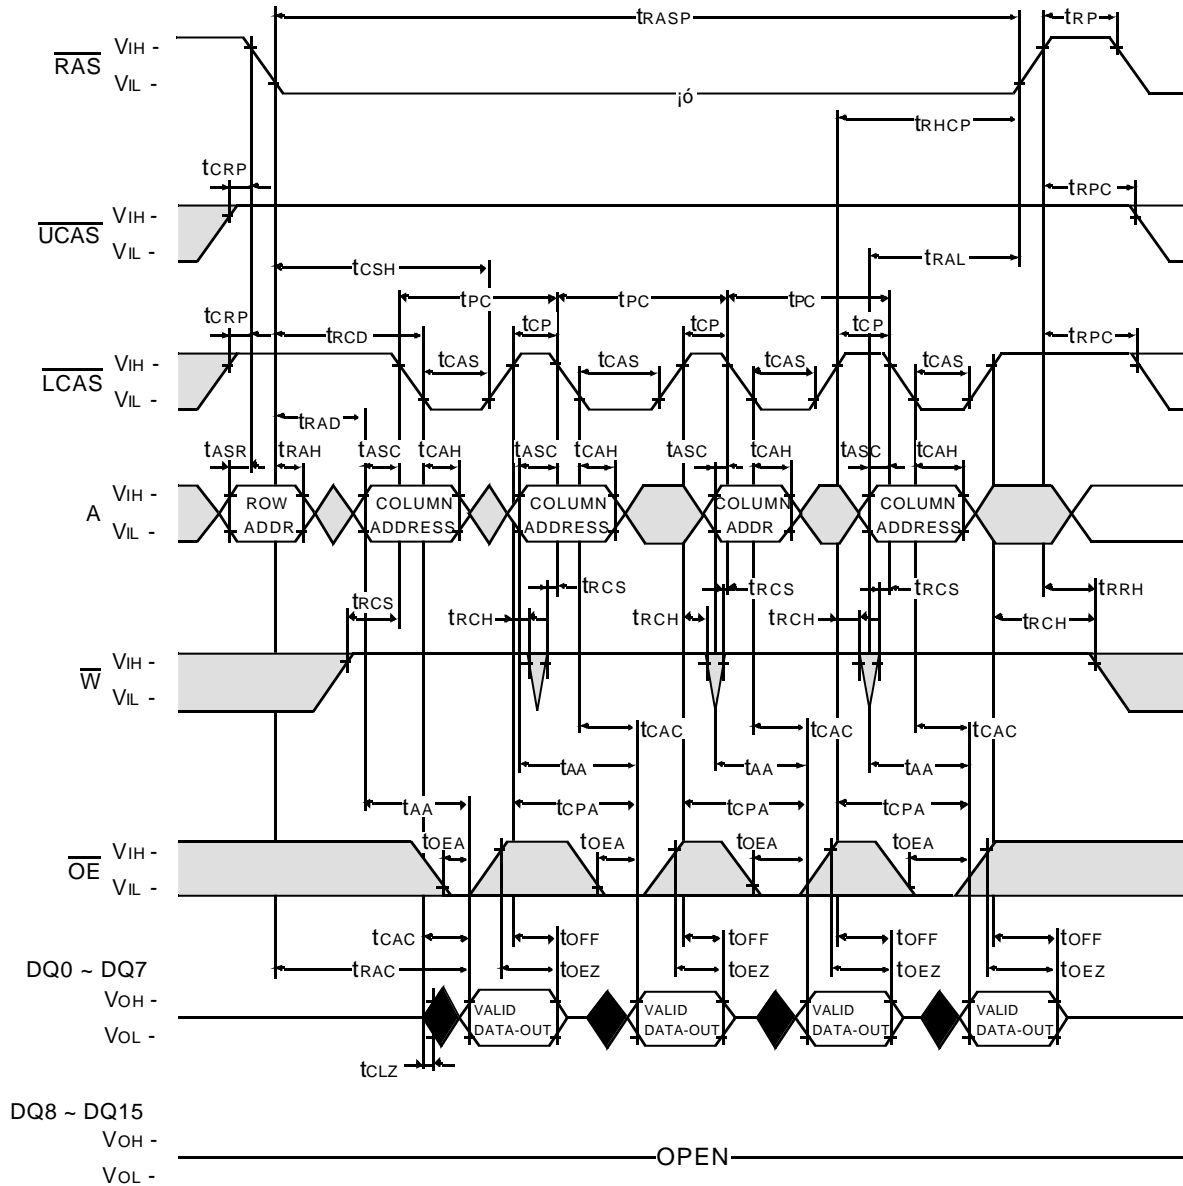 tRASP tRP
RAS VIH -
VIL -
¡ó
tRHCP
tCRP tRPC
UCAS VIH -
VIL -
tCSH tRAL
tPC tPC tPC
tCRP tRCD tCP tCP tCP tRPC
LCAS VIH -
tCAS tCAS tCAS tCAS
VIL -
tRAD
tASR tRAH tASC tCAH tASC tCAH tASC tCAH tASC tCAH
A VIH -
VIL -
ROW ADDR
COLUMN ADDRESS
COLUMN ADDRESS
COLUMN ADDR
COLUMN ADDRESS
tRCS tRCS tRCS tRCS tRRH
tRCH tRCH tRCH tRCH
W VIH -
VIL -
tCAC tCAC tCAC
tAA tAA tAA
tAA tCPA tCPA tCPA
tOEA tOEA tOEA tOEA
OE VIH -
VIL -
tCAC tOFF tOFF tOFF tOFF
tRAC tOEZ tOEZ tOEZ tOEZ
DQ0 ~ DQ7
VOH -
VOL -
VALID DATA-OUT
VALID DATA-OUT
VALID DATA-OUT
VALID DATA-OUT
tCLZ
DQ8 ~ DQ15
VOH -
OPEN
VOL -